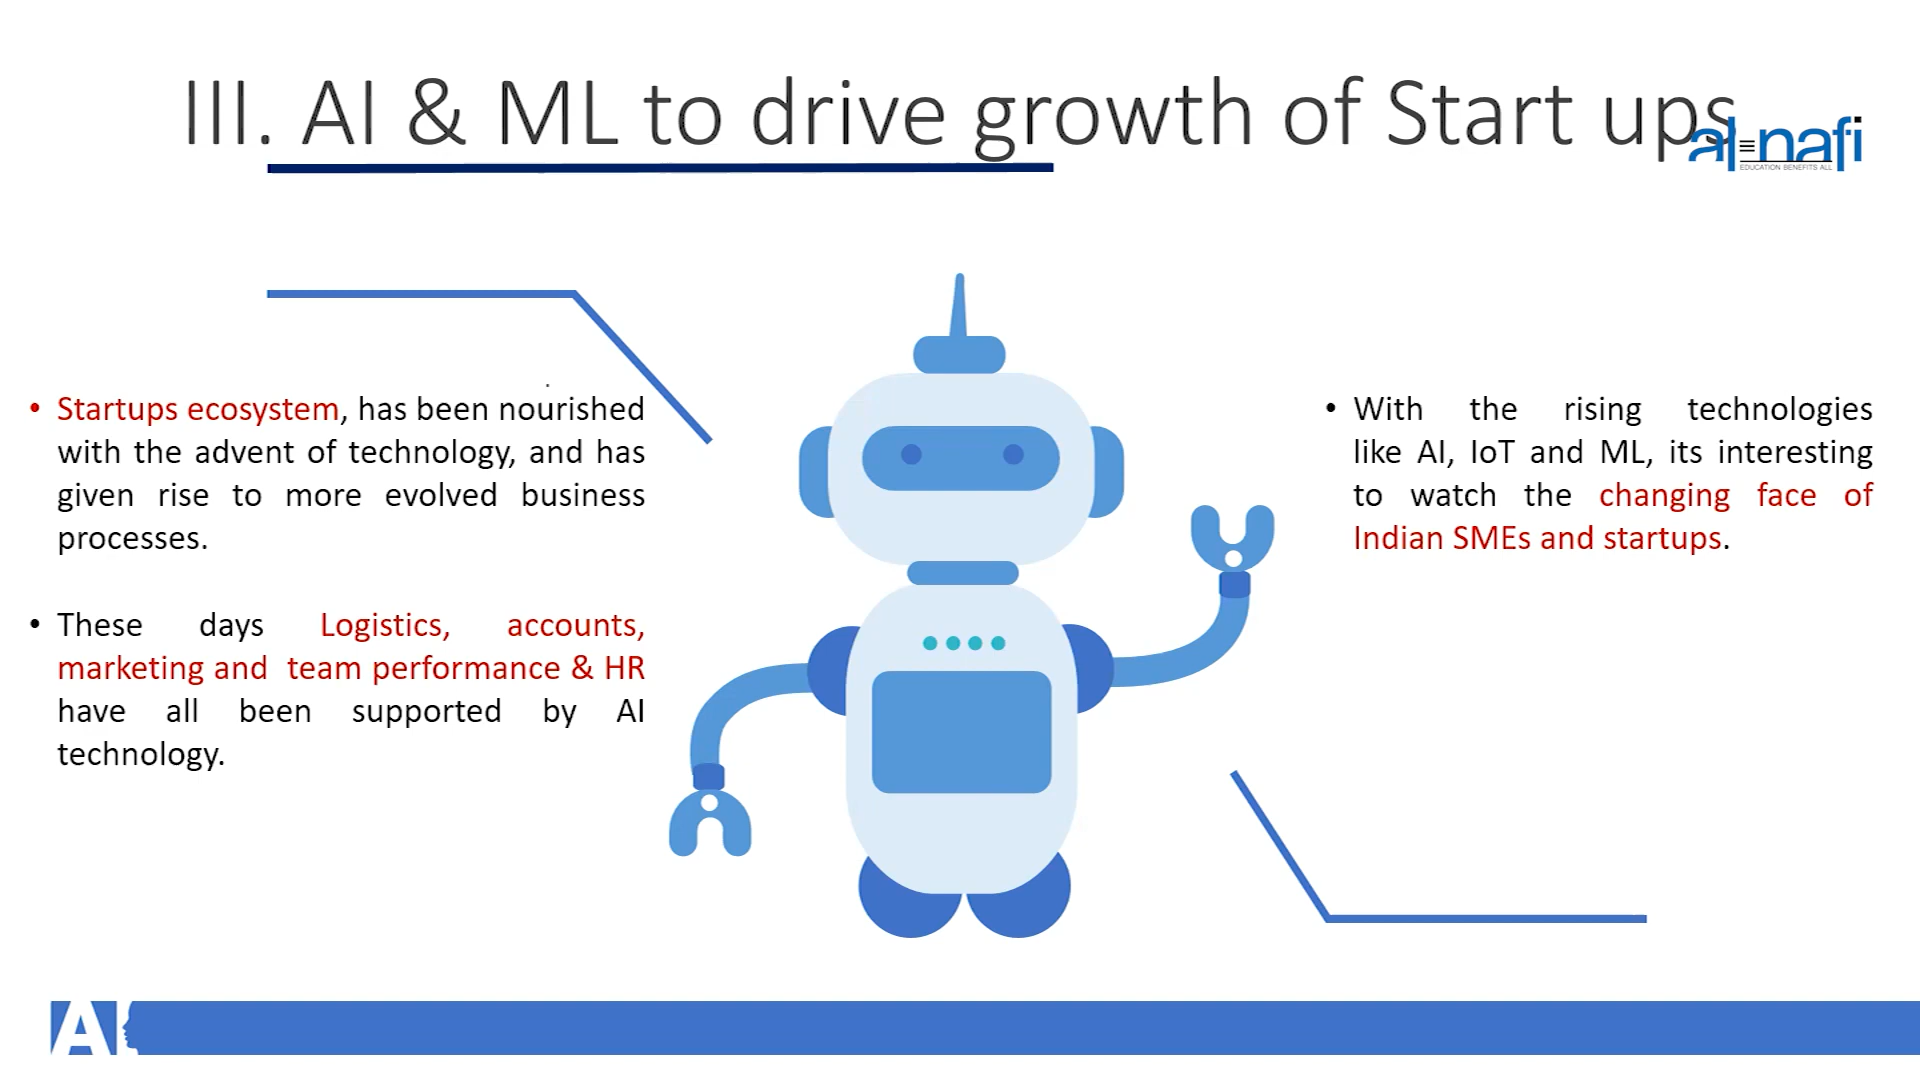 III. AI & ML to drive growth of Start ups
al-nafi
EDUCATION BENEFITS ALL
• Startups ecosystem, has been nourished
with the advent of technology, and has
given rise to more evolved business
processes.
• These days Logistics, accounts,
marketing and team performance & HR
have all been supported by AI
technology.
• With the rising technologies
like AI, IoT and ML, its interesting
to watch the changing face of
Indian SMEs and startups.
AI